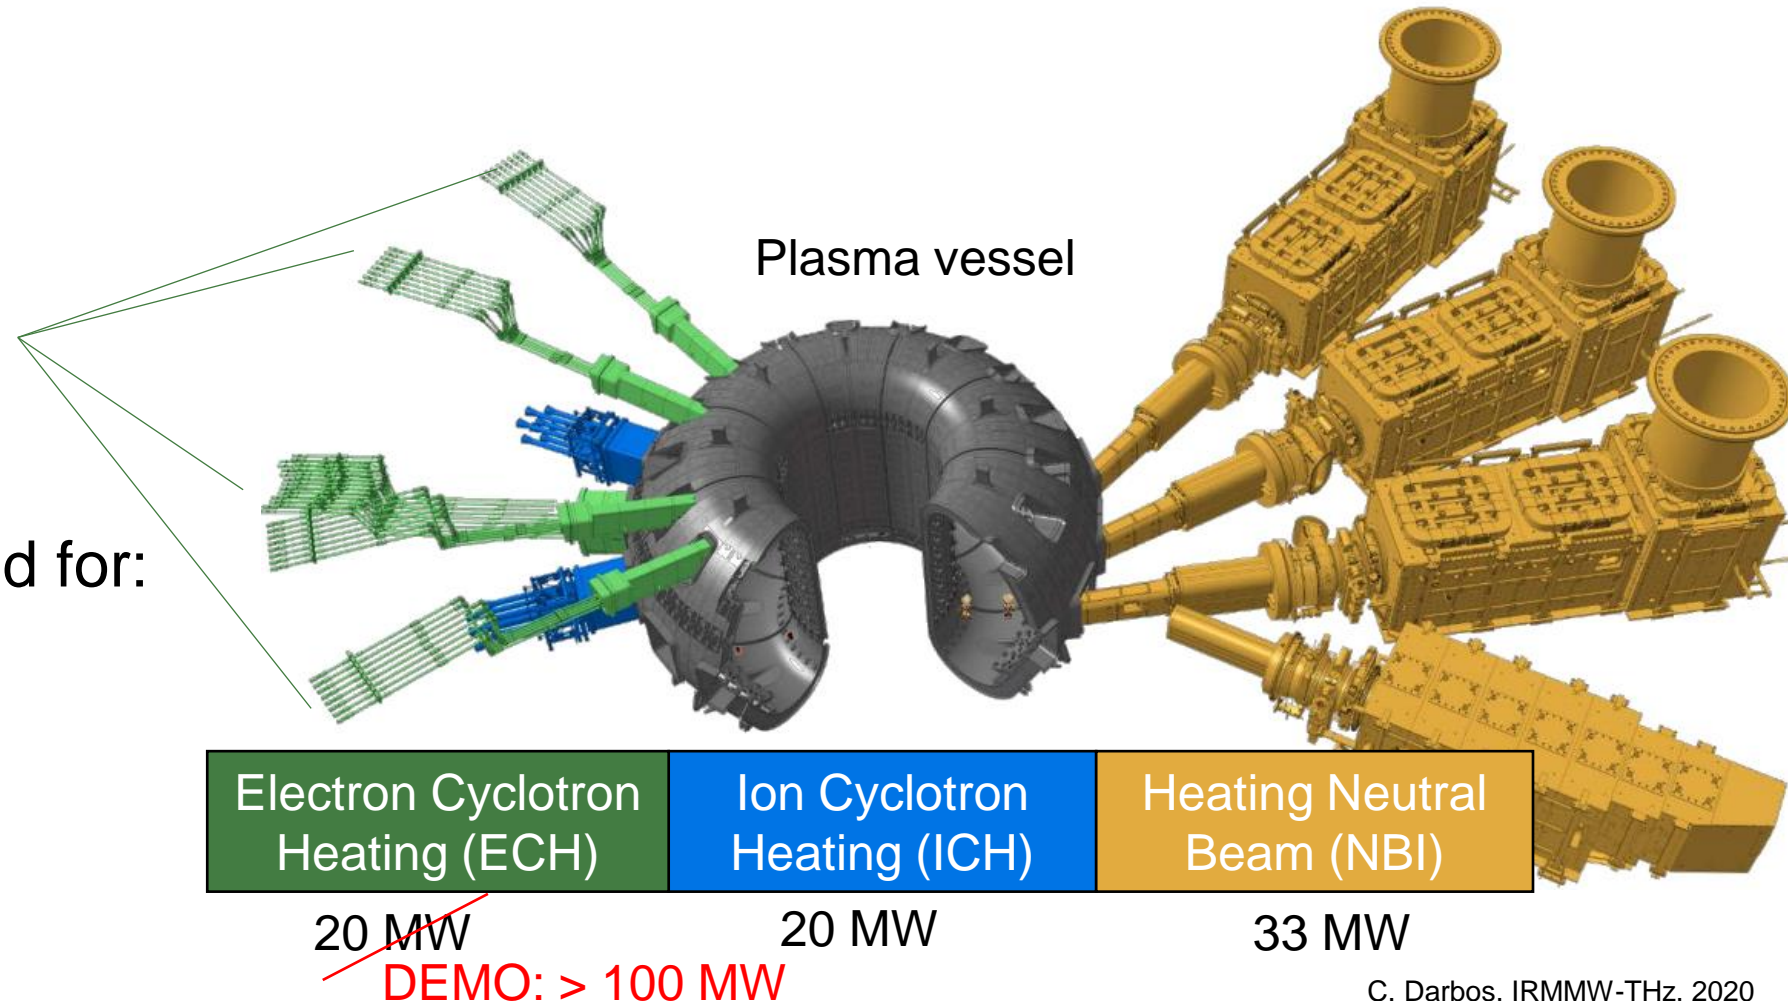 Plasma vessel
d for:
Electron Cyclotron
Heating (ECH)
Ion Cyclotron
Heating (ICH)
Heating Neutral
Beam (NBI)
20 MW
20 MW
33 MW
DEMO: > 100 MW
C. Darbos, IRMMW-THz, 2020